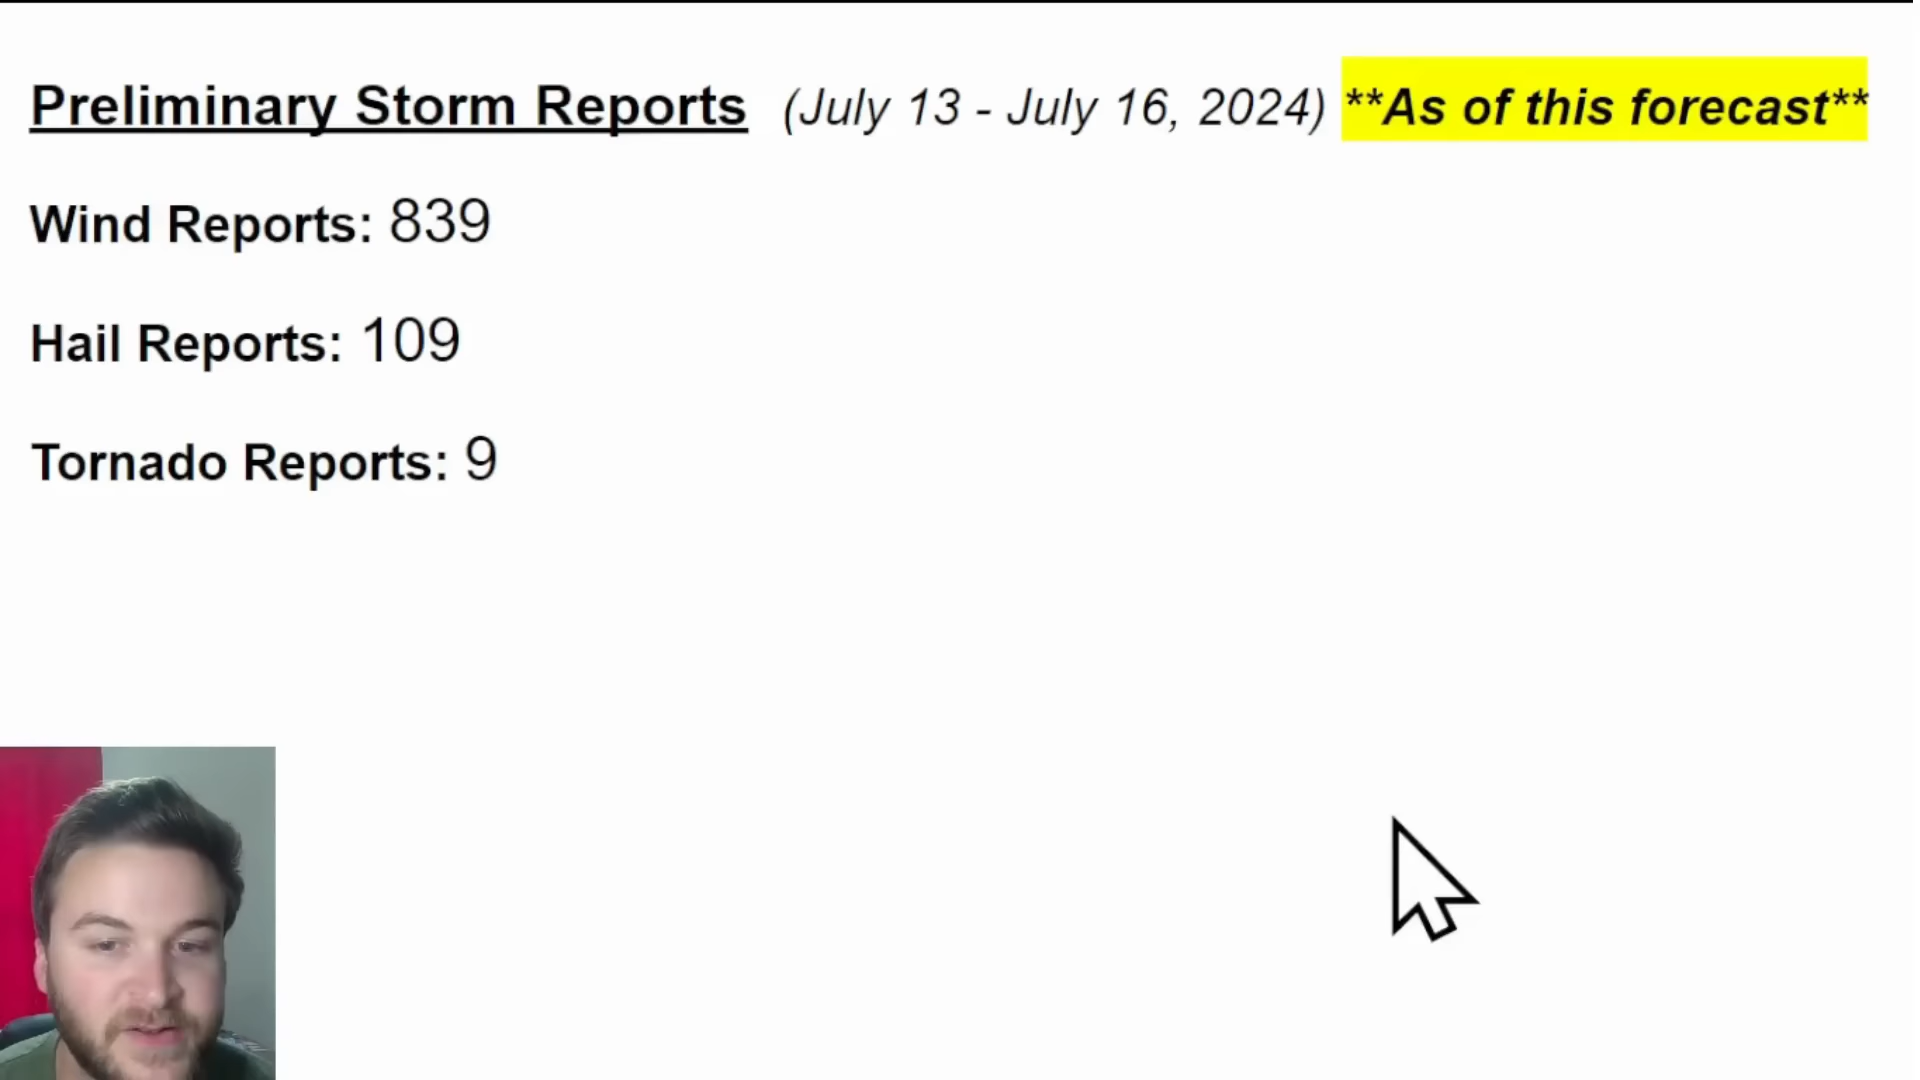 Preliminary Storm Reports (July 13 - July 16, 2024) **As of this forecast**
Wind Reports: 839
Hail Reports: 109
Tornado Reports: 9